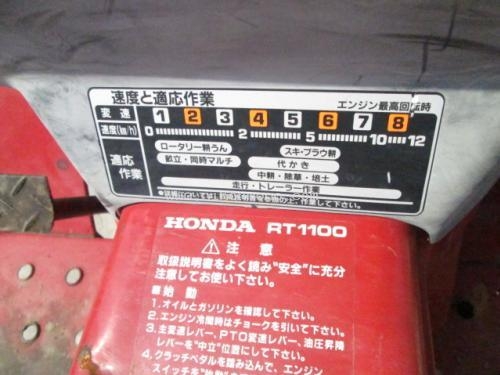 速度と適応作業
エンジン最高回転時
変速 1 2 3 4 5 6 7 8
速度(km/h) 0 2 5 10 12
適応作業
ロータリー耕うん
スキ・プラウ耕
畝立・同時マルチ
代かき
中耕・除草・培土
走行・トレーラー作業
HONDA RT1100
⚠ 注意
取扱説明書をよく読み"安全"に充分
注意してお使い下さい。
■始動
1.オイルとガソリンを確認して下さい。
2.エンジン冷間時はチョークを引いて下さい。
3.主変速レバー、PTO変速レバー、油圧昇降
レバーを"中立"位置にして下さい。
4.クラッチペダルを踏み込んで、エンジン